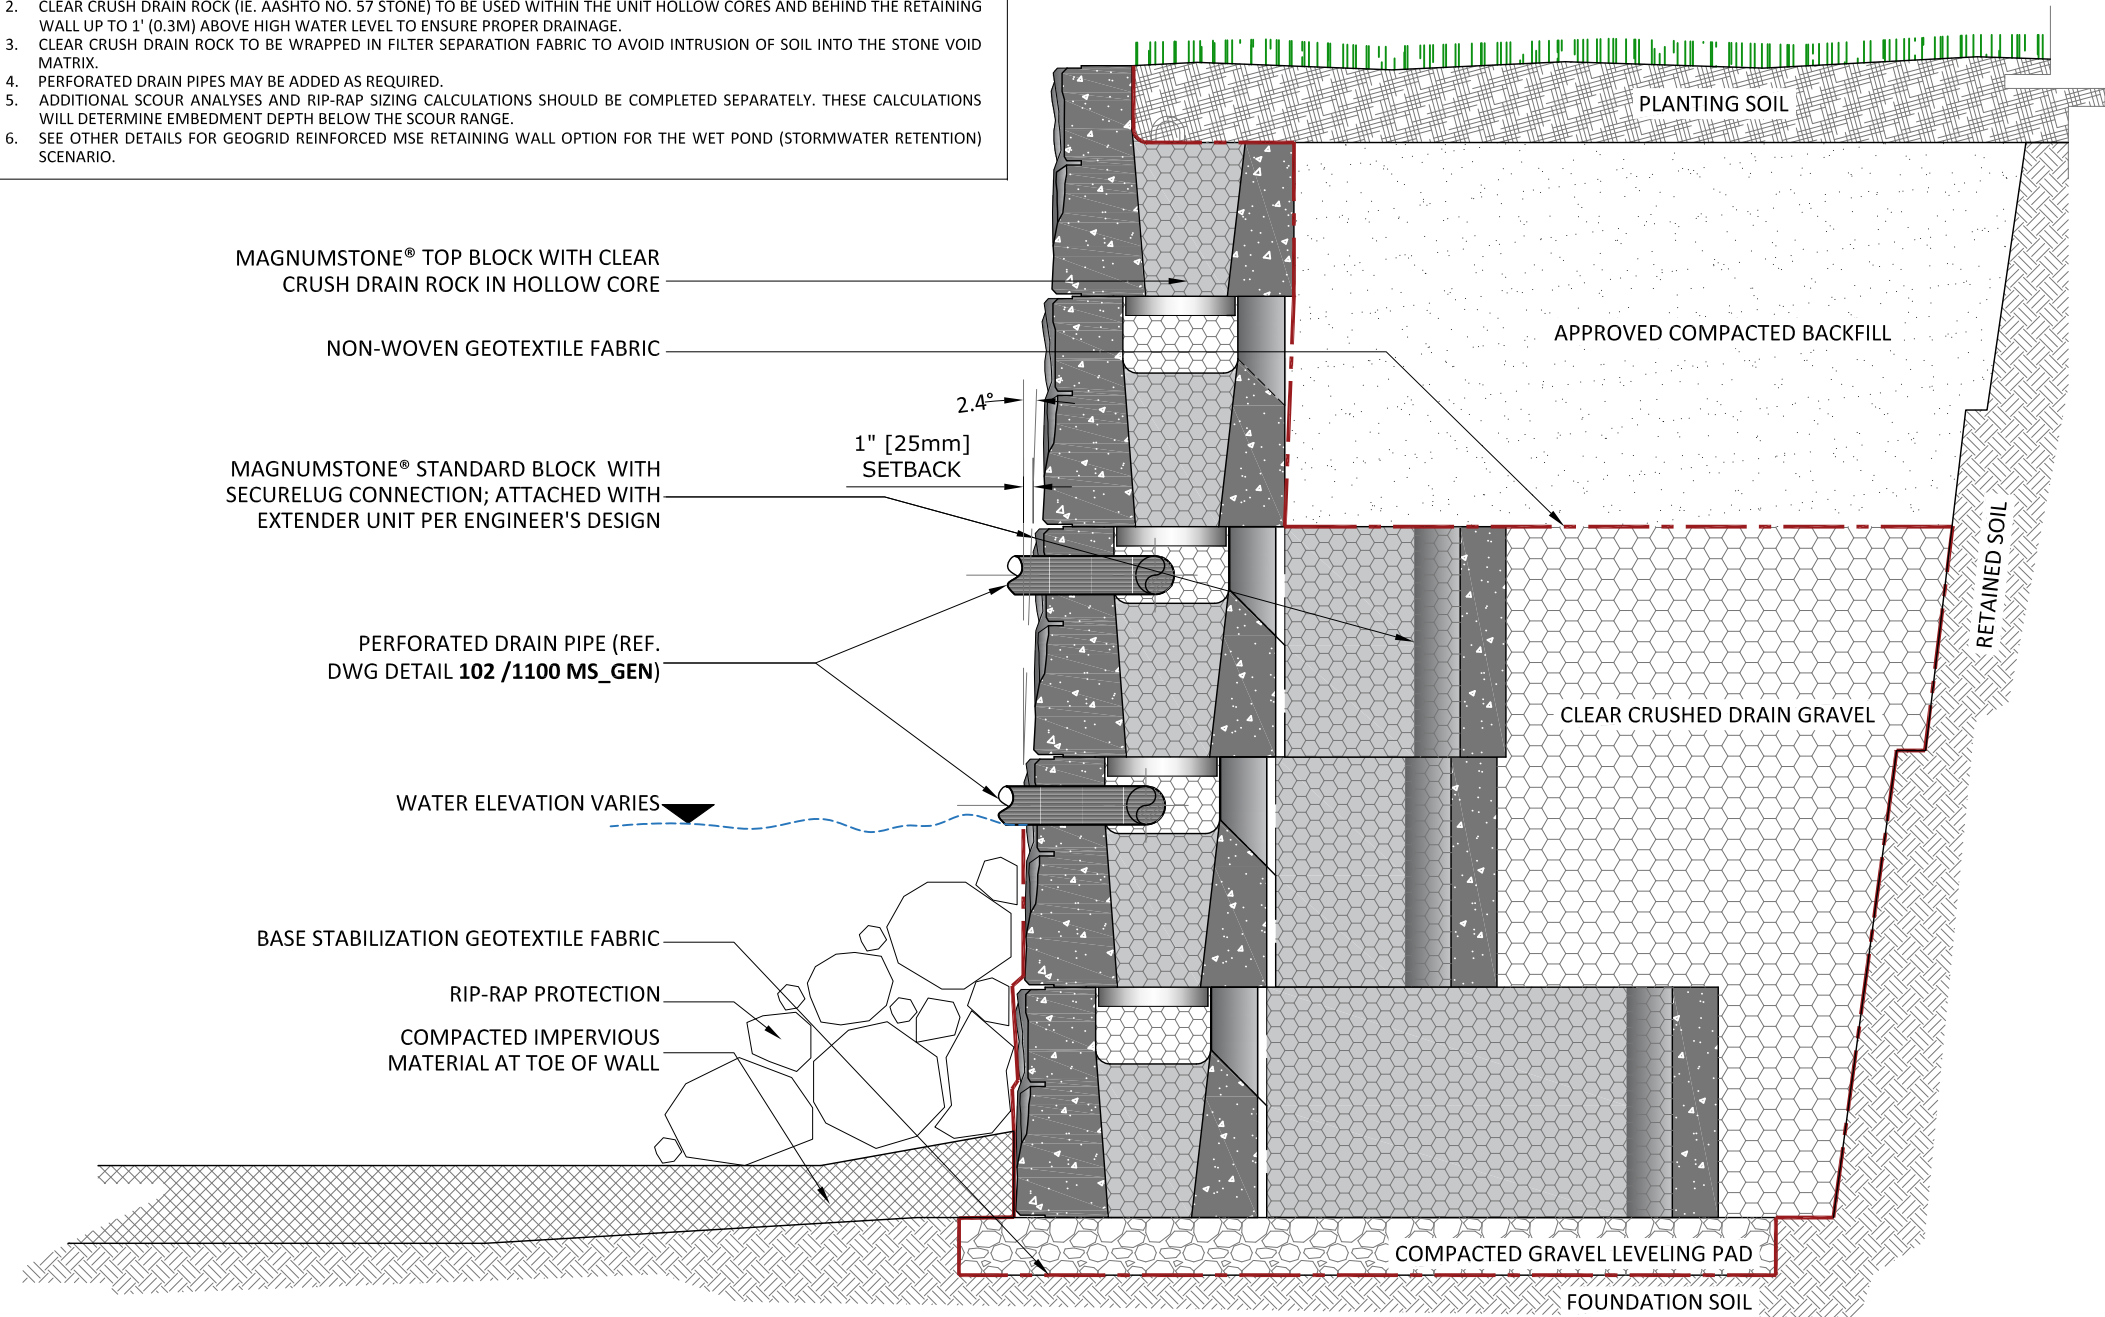 2. CLEAR CRUSH DRAIN ROCK (IE. AASHTO NO. 57 STONE) TO BE USED WITHIN THE UNIT HOLLOW CORES AND BEHIND THE RETAINING
WALL UP TO 1' (0.3M) ABOVE HIGH WATER LEVEL TO ENSURE PROPER DRAINAGE.
3. CLEAR CRUSH DRAIN ROCK TO BE WRAPPED IN FILTER SEPARATION FABRIC TO AVOID INTRUSION OF SOIL INTO THE STONE VOID
MATRIX.
4. PERFORATED DRAIN PIPES MAY BE ADDED AS REQUIRED.
5. ADDITIONAL SCOUR ANALYSES AND RIP-RAP SIZING CALCULATIONS SHOULD BE COMPLETED SEPARATELY. THESE CALCULATIONS
WILL DETERMINE EMBEDMENT DEPTH BELOW THE SCOUR RANGE.
6. SEE OTHER DETAILS FOR GEOGRID REINFORCED MSE RETAINING WALL OPTION FOR THE WET POND (STORMWATER RETENTION)
SCENARIO.
PLANTING SOIL
MAGNUMSTONE® TOP BLOCK WITH CLEAR
CRUSH DRAIN ROCK IN HOLLOW CORE
NON-WOVEN GEOTEXTILE FABRIC
APPROVED COMPACTED BACKFILL
2.4°
1" [25mm]
SETBACK
MAGNUMSTONE® STANDARD BLOCK WITH
SECURELUG CONNECTION; ATTACHED WITH
EXTENDER UNIT PER ENGINEER'S DESIGN
RETAINED SOIL
PERFORATED DRAIN PIPE (REF.
DWG DETAIL 102 /1100 MS_GEN)
CLEAR CRUSHED DRAIN GRAVEL
WATER ELEVATION VARIES
BASE STABILIZATION GEOTEXTILE FABRIC
RIP-RAP PROTECTION
COMPACTED IMPERVIOUS
MATERIAL AT TOE OF WALL
COMPACTED GRAVEL LEVELING PAD
FOUNDATION SOIL